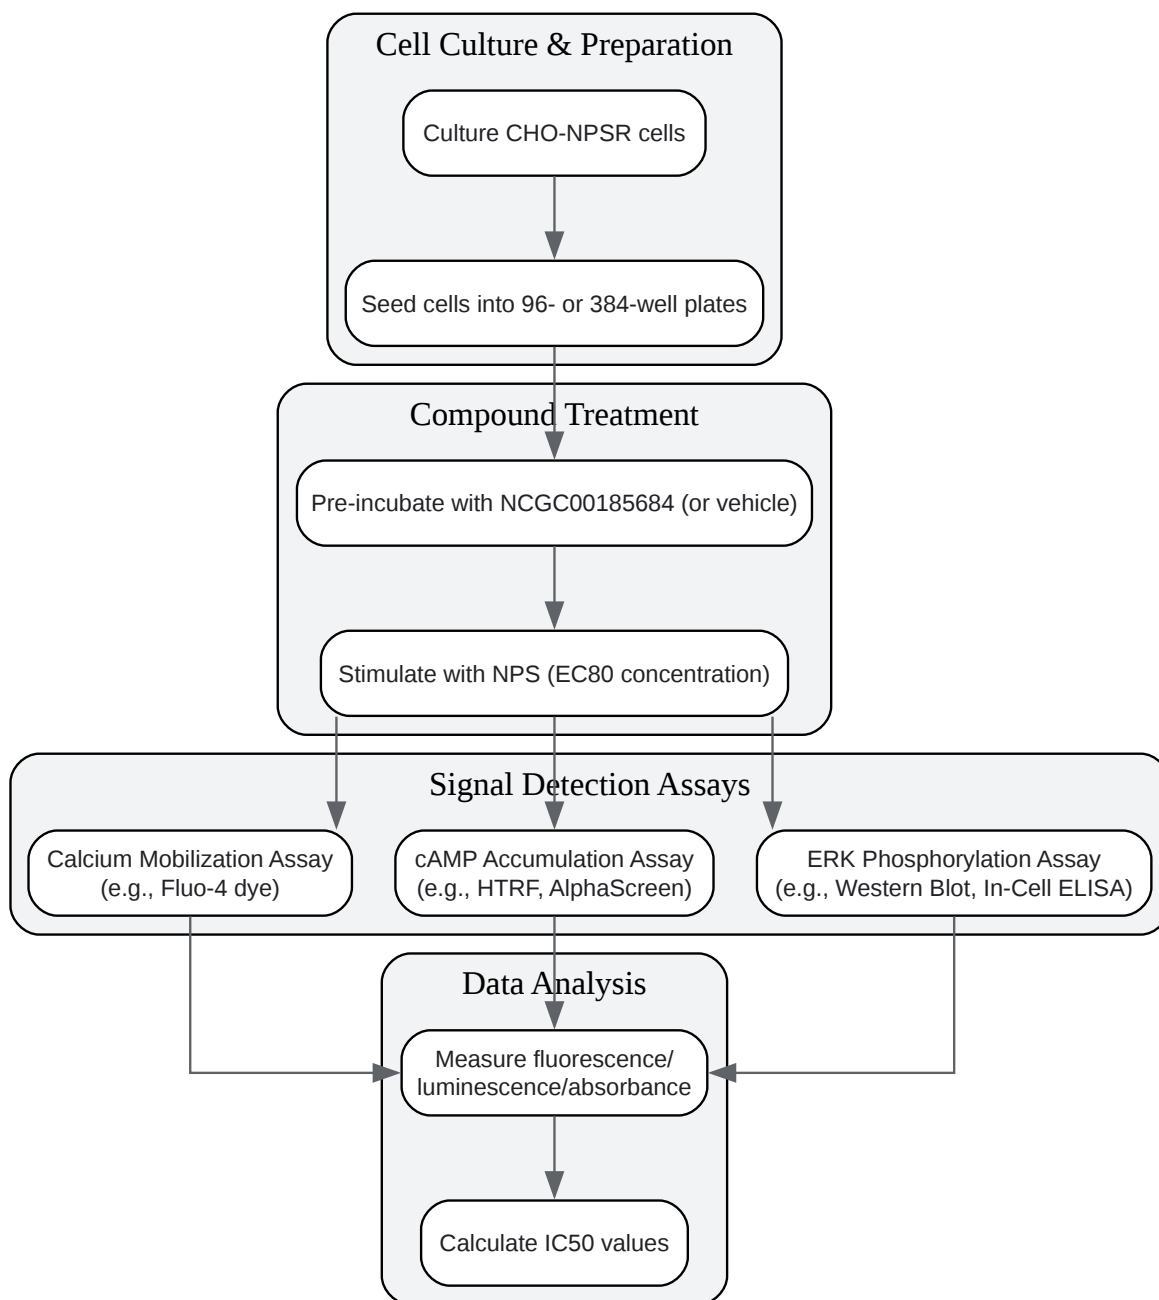 Cell Culture & Preparation
Culture CHO-NPSR cells
Seed cells into 96- or 384-well plates
Compound Treatment
Pre-incubate with NCGC00185684 (or vehicle)
Stimulate with NPS (EC80 concentration)
Signal Detection Assays
Calcium Mobilization Assay
(e.g., Fluo-4 dye)
cAMP Accumulation Assay
(e.g., HTRF, AlphaScreen)
ERK Phosphorylation Assay
(e.g., Western Blot, In-Cell ELISA)
Data Analysis
Measure fluorescence/
luminescence/absorbance
Calculate IC50 values